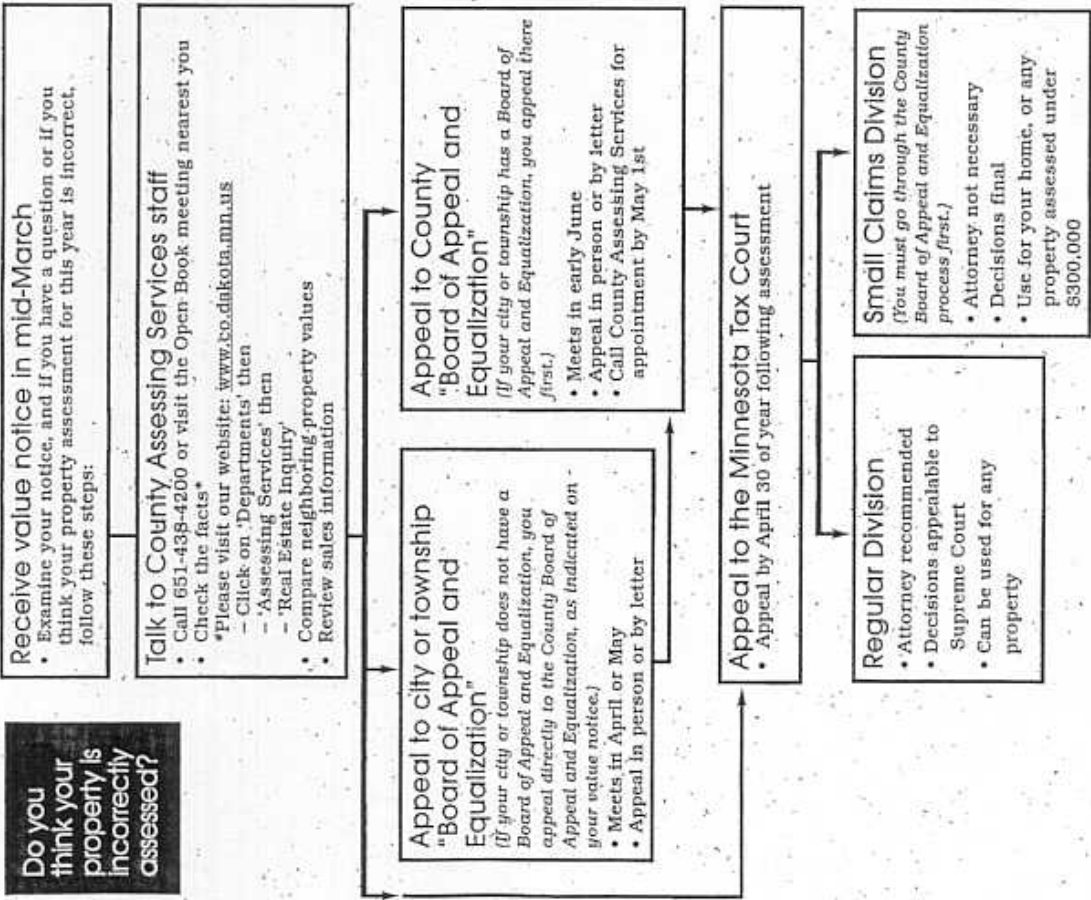 Do you
think your
property is
incorrectly
assessed?
Receive value notice in mid-March
• Examine your notice, and if you have a question or if you
think your property assessment for this year is incorrect,
follow these steps:
Talk to County Assessing Services staff
• Call 651-438-4200 or visit the Open Book meeting nearest you
• Check the facts*
*Please visit our website: www.co.dakota.mn.us
– Click on 'Departments' then
– 'Assessing Services' then
– 'Real Estate Inquiry'
• Compare neighboring property values
• Review sales information
Appeal to city or township
"Board of Appeal and
Equalization"
(If your city or township does not have a
Board of Appeal and Equalization, you
appeal directly to the County Board of
Appeal and Equalization, as indicated on
your value notice.)
• Meets in April or May
• Appeal in person or by letter
Appeal to County
"Board of Appeal and
Equalization"
(If your city or township has a Board of
Appeal and Equalization, you appeal there
first.)
• Meets in early June
• Appeal in person or by letter
• Call County Assessing Services for
appointment by May 1st
Appeal to the Minnesota Tax Court
• Appeal by April 30 of year following assessment
Regular Division
• Attorney recommended
• Decisions appealable to
Supreme Court
• Can be used for any
property
Small Claims Division
(You must go through the County
Board of Appeal and Equalization
process first.)
• Attorney not necessary
• Decisions final
• Use for your home, or any
property assessed under
$300,000